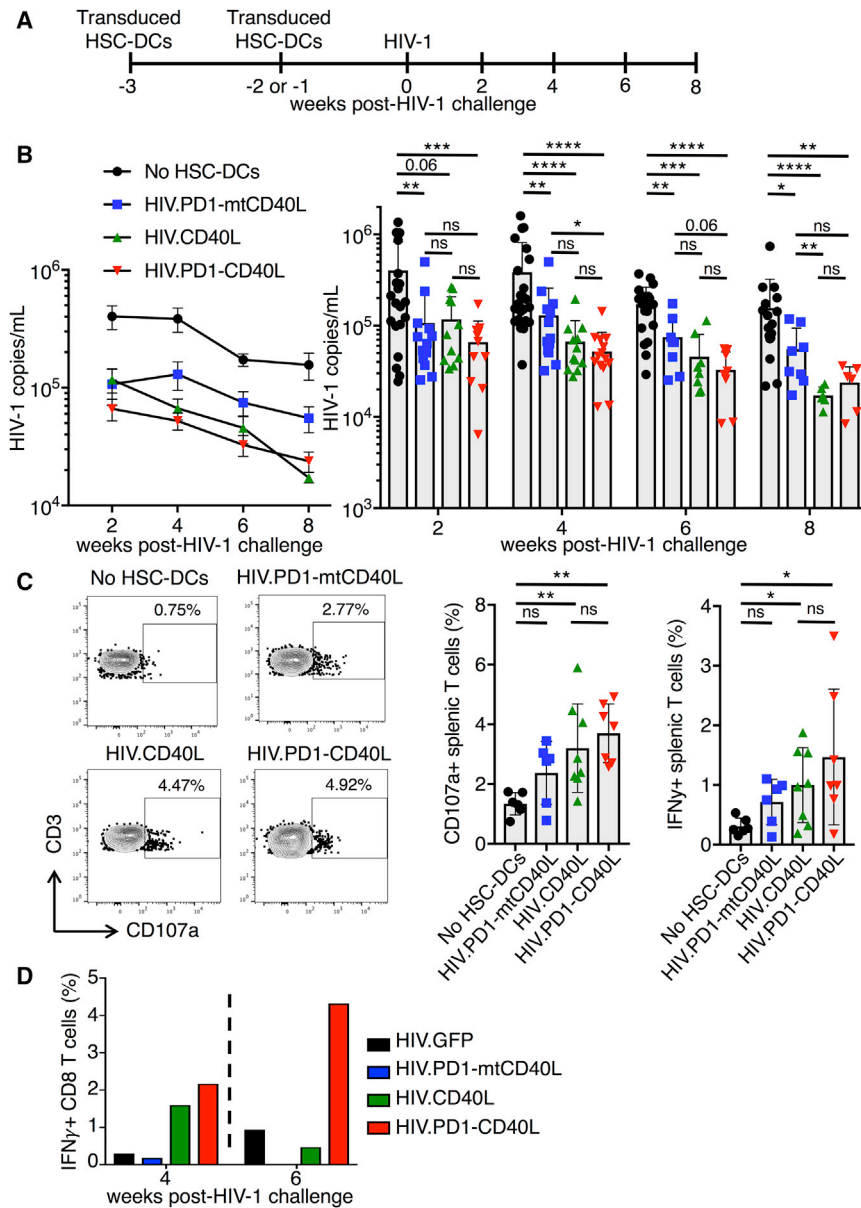 A
Transduced
HSC-DCs
Transduced
HSC-DCs
HIV-1
-3
-2 or -1
0
2
4
6
8
weeks post-HIV-1 challenge
B
No HSC-DCs
HIV.PD1-mtCD40L
HIV.CD40L
HIV.PD1-CD40L
HIV-1 copies/mL
10⁶
10⁵
10⁴
2 4 6 8
weeks post-HIV-1 challenge
HIV-1 copies/mL
10⁶
10⁵
10⁴
10³
***
0.06
**
ns
ns
ns
****
****
**
*
ns
ns
****
***
**
0.06
ns
ns
**
****
*
ns
**
ns
2 4 6 8
weeks post-HIV-1 challenge
C
No HSC-DCs
0.75%
HIV.PD1-mtCD40L
2.77%
HIV.CD40L
4.47%
HIV.PD1-CD40L
4.92%
CD3
CD107a
CD107a+ splenic T cells (%)
8
6
4
2
0
**
**
ns
ns
No HSC-DCs
HIV.PD1-mtCD40L
HIV.CD40L
HIV.PD1-CD40L
IFNγ+ splenic T cells (%)
4
3
2
1
0
*
*
ns
ns
No HSC-DCs
HIV.PD1-mtCD40L
HIV.CD40L
HIV.PD1-CD40L
D
IFNγ+ CD8 T cells (%)
5
4
3
2
1
0
4 6
weeks post-HIV-1 challenge
HIV.GFP
HIV.PD1-mtCD40L
HIV.CD40L
HIV.PD1-CD40L